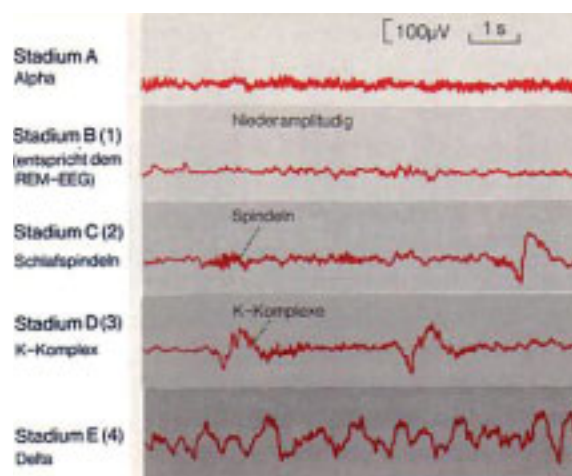 100µV 1 s
Stadium A
Alpha
Niederamplitudig
Stadium B (1)
(entspricht dem
REM-EEG)
Spindeln
Stadium C (2)
Schlafspindeln
K-Komplexe
Stadium D (3)
K-Komplex
Stadium E (4)
Delta